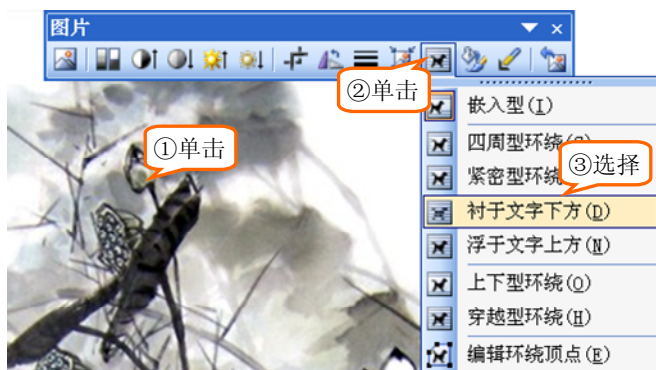 图片
②单击
嵌入型(I)
①单击
四周型环绕
③选择
紧密型环绕
衬于文字下方(D)
浮于文字上方(N)
上下型环绕(O)
穿越型环绕(H)
编辑环绕顶点(E)